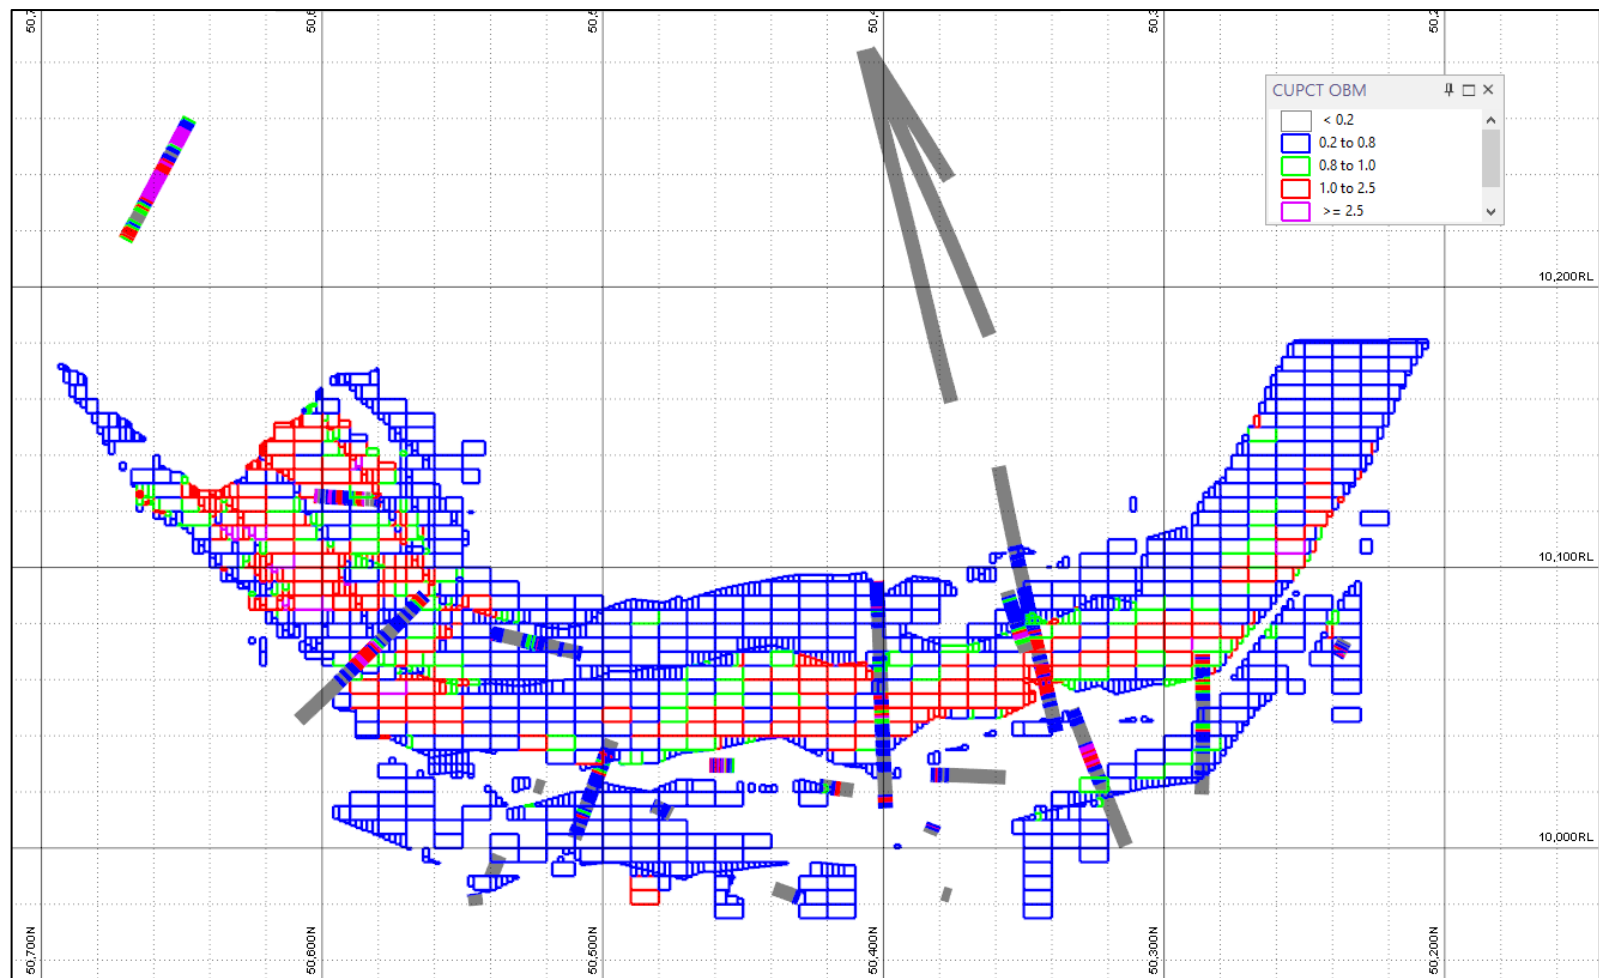 CUPCT OBM
< 0.2
0.2 to 0.8
0.8 to 1.0
1.0 to 2.5
>= 2.5
10,200RL
10,100RL
10,000RL
50,700N
50,600N
50,500N
50,400N
50,300N
50,200N